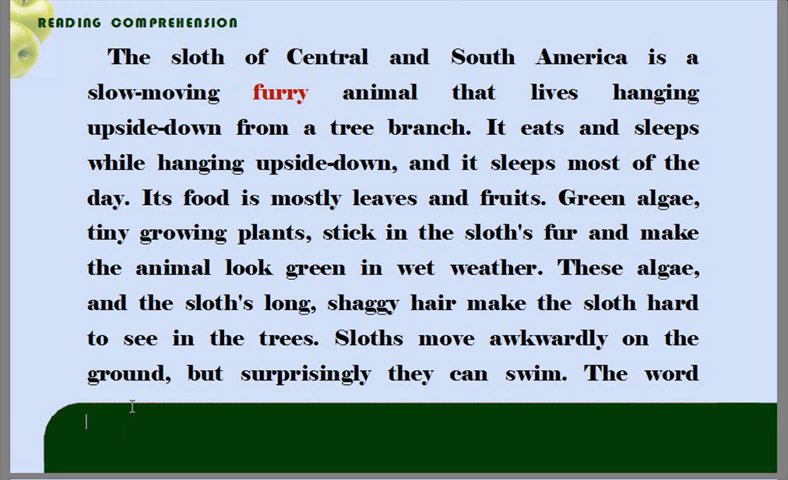 READING COMPREHENSION
The sloth of Central and South America is a
slow-moving furry animal that lives hanging
upside-down from a tree branch. It eats and sleeps
while hanging upside-down, and it sleeps most of the
day. Its food is mostly leaves and fruits. Green algae,
tiny growing plants, stick in the sloth's fur and make
the animal look green in wet weather. These algae,
and the sloth's long, shaggy hair make the sloth hard
to see in the trees. Sloths move awkwardly on the
ground, but surprisingly they can swim. The word